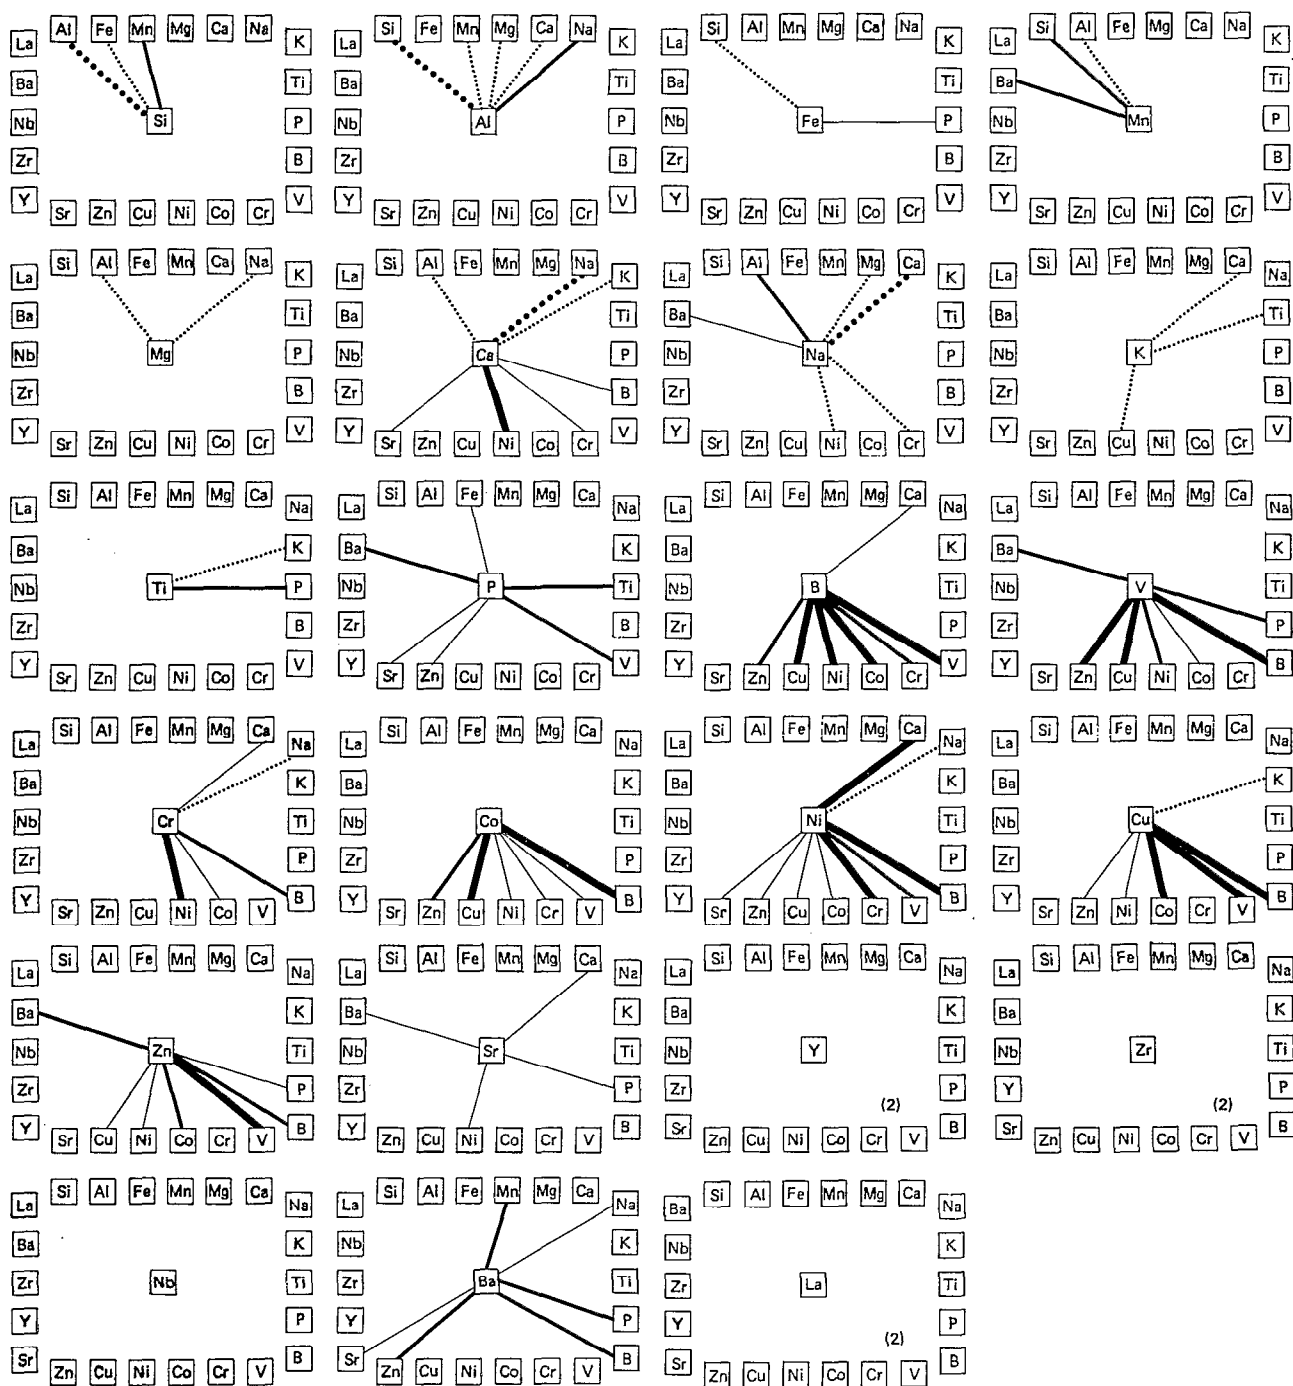 Al Fe Mn Mg Ca Na
La K
Ba Ti
Nb Si P
Zr B
Y V
Sr Zn Cu Ni Co Cr
Si Fe Mn Mg Ca Na
La K
Ba Ti
Nb Al P
Zr B
Y V
Sr Zn Cu Ni Co Cr
Si Al Mn Mg Ca Na
La K
Ba Ti
Nb Fe P
Zr B
Y V
Sr Zn Cu Ni Co Cr
Si Al Fe Mg Ca Na
La K
Ba Ti
Nb Mn P
Zr B
Y V
Sr Zn Cu Ni Co Cr
Si Al Fe Mn Ca Na
La K
Ba Ti
Nb Mg P
Zr B
Y V
Sr Zn Cu Ni Co Cr
Si Al Fe Mn Mg Na
La K
Ba Ti
Nb Ca P
Zr B
Y V
Sr Zn Cu Ni Co Cr
Si Al Fe Mn Mg Ca
La K
Ba Ti
Nb Na P
Zr B
Y V
Sr Zn Cu Ni Co Cr
Si Al Fe Mn Mg Ca
La Na
Ba Ti
Nb K P
Zr B
Y V
Sr Zn Cu Ni Co Cr
Si Al Fe Mn Mg Ca
La Na
Ba K
Nb Ti P
Zr B
Y V
Sr Zn Cu Ni Co Cr
Si Al Fe Mn Mg Ca
La Na
Ba K
Nb P Ti
Zr B
Y V
Sr Zn Cu Ni Co Cr
Si Al Fe Mn Mg Ca
La Na
Ba K
Nb B Ti
Zr P
Y V
Sr Zn Cu Ni Co Cr
Si Al Fe Mn Mg Ca
La Na
Ba K
Nb V Ti
Zr P
Y B
Sr Zn Cu Ni Co Cr
Si Al Fe Mn Mg Ca
La Na
Ba K
Nb Cr Ti
Zr P
Y B
Sr Zn Cu Ni Co V
Si Al Fe Mn Mg Ca
La Na
Ba K
Nb Co Ti
Zr P
Y B
Sr Zn Cu Ni Cr V
Si Al Fe Mn Mg Ca
La Na
Ba K
Nb Ni Ti
Zr P
Y B
Sr Zn Cu Co Cr V
Si Al Fe Mn Mg Ca
La Na
Ba K
Nb Cu Ti
Zr P
Y B
Sr Zn Ni Co Cr V
Si Al Fe Mn Mg Ca
La Na
Ba K
Nb Zn Ti
Zr P
Y B
Sr Cu Ni Co Cr V
Si Al Fe Mn Mg Ca
La Na
Ba K
Nb Sr Ti
Zr P
Y B
Zn Cu Ni Co Cr V
Si Al Fe Mn Mg Ca
La Na
Ba K
Nb Y Ti
Zr P
(2)
Sr B
Zn Cu Ni Co Cr V
Si Al Fe Mn Mg Ca
La Na
Ba K
Nb Zr Ti
Y P
(2)
Sr B
Zn Cu Ni Co Cr V
Si Al Fe Mn Mg Ca
La Na
Ba K
Zr Nb Ti
Y P
Sr B
Zn Cu Ni Co Cr V
Si Al Fe Mn Mg Ca
La Na
Nb K
Zr Ba Ti
Y P
Sr B
Zn Cu Ni Co Cr V
Si Al Fe Mn Mg Ca
Ba Na
Nb K
Zr La Ti
Y P
(2)
Sr B
Zn Cu Ni Co Cr V